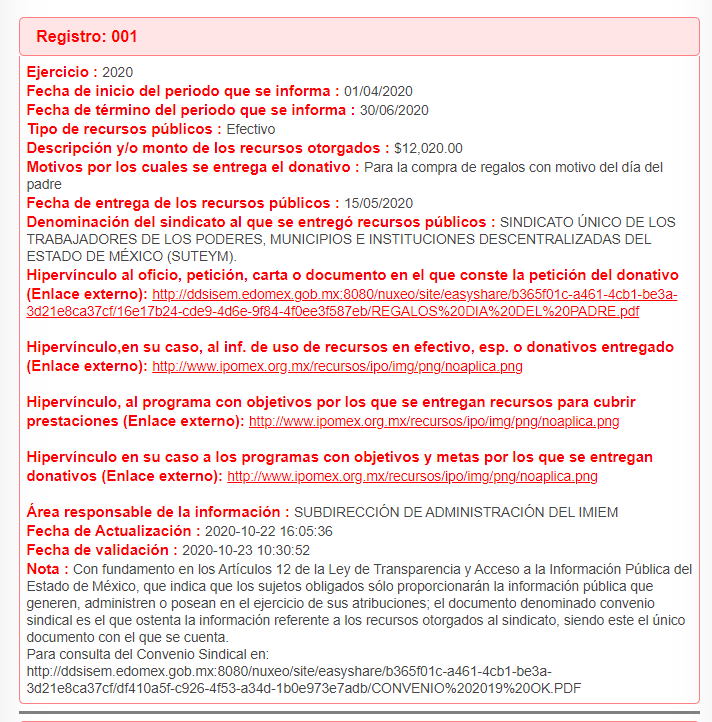 Registro: 001
Ejercicio : 2020
Fecha de inicio del periodo que se informa : 01/04/2020
Fecha de término del periodo que se informa : 30/06/2020
Tipo de recursos públicos : Efectivo
Descripción y/o monto de los recursos otorgados : $12,020.00
Motivos por los cuales se entrega el donativo : Para la compra de regalos con motivo del día del
padre
Fecha de entrega de los recursos públicos : 15/05/2020
Denominación del sindicato al que se entregó recursos públicos : SINDICATO ÚNICO DE LOS
TRABAJADORES DE LOS PODERES, MUNICIPIOS E INSTITUCIONES DESCENTRALIZADAS DEL
ESTADO DE MÉXICO (SUTEYM).
Hipervínculo al oficio, petición, carta o documento en el que conste la petición del donativo
(Enlace externo): http://ddsisem.edomex.gob.mx:8080/nuxeo/site/easyshare/b365f01c-a461-4cb1-be3a-
3d21e8ca37cf/16e17b24-cde9-4d6e-9f84-4f0ee3f587eb/REGALOS%20DIA%20DEL%20PADRE.pdf
Hipervínculo,en su caso, al inf. de uso de recursos en efectivo, esp. o donativos entregado
(Enlace externo): http://www.ipomex.org.mx/recursos/ipo/img/png/noaplica.png
Hipervínculo, al programa con objetivos por los que se entregan recursos para cubrir
prestaciones (Enlace externo): http://www.ipomex.org.mx/recursos/ipo/img/png/noaplica.png
Hipervínculo en su caso a los programas con objetivos y metas por los que se entregan
donativos (Enlace externo): http://www.ipomex.org.mx/recursos/ipo/img/png/noaplica.png
Área responsable de la información : SUBDIRECCIÓN DE ADMINISTRACIÓN DEL IMIEM
Fecha de Actualización : 2020-10-22 16:05:36
Fecha de validación : 2020-10-23 10:30:52
Nota : Con fundamento en los Artículos 12 de la Ley de Transparencia y Acceso a la Información Pública del
Estado de México, que indica que los sujetos obligados sólo proporcionarán la información pública que
generen, administren o posean en el ejercicio de sus atribuciones; el documento denominado convenio
sindical es el que ostenta la información referente a los recursos otorgados al sindicato, siendo este el único
documento con el que se cuenta.
Para consulta del Convenio Sindical en:
http://ddsisem.edomex.gob.mx:8080/nuxeo/site/easyshare/b365f01c-a461-4cb1-be3a-
3d21e8ca37cf/df410a5f-c926-4f53-a34d-1b0e973e7adb/CONVENIO%202019%20OK.PDF